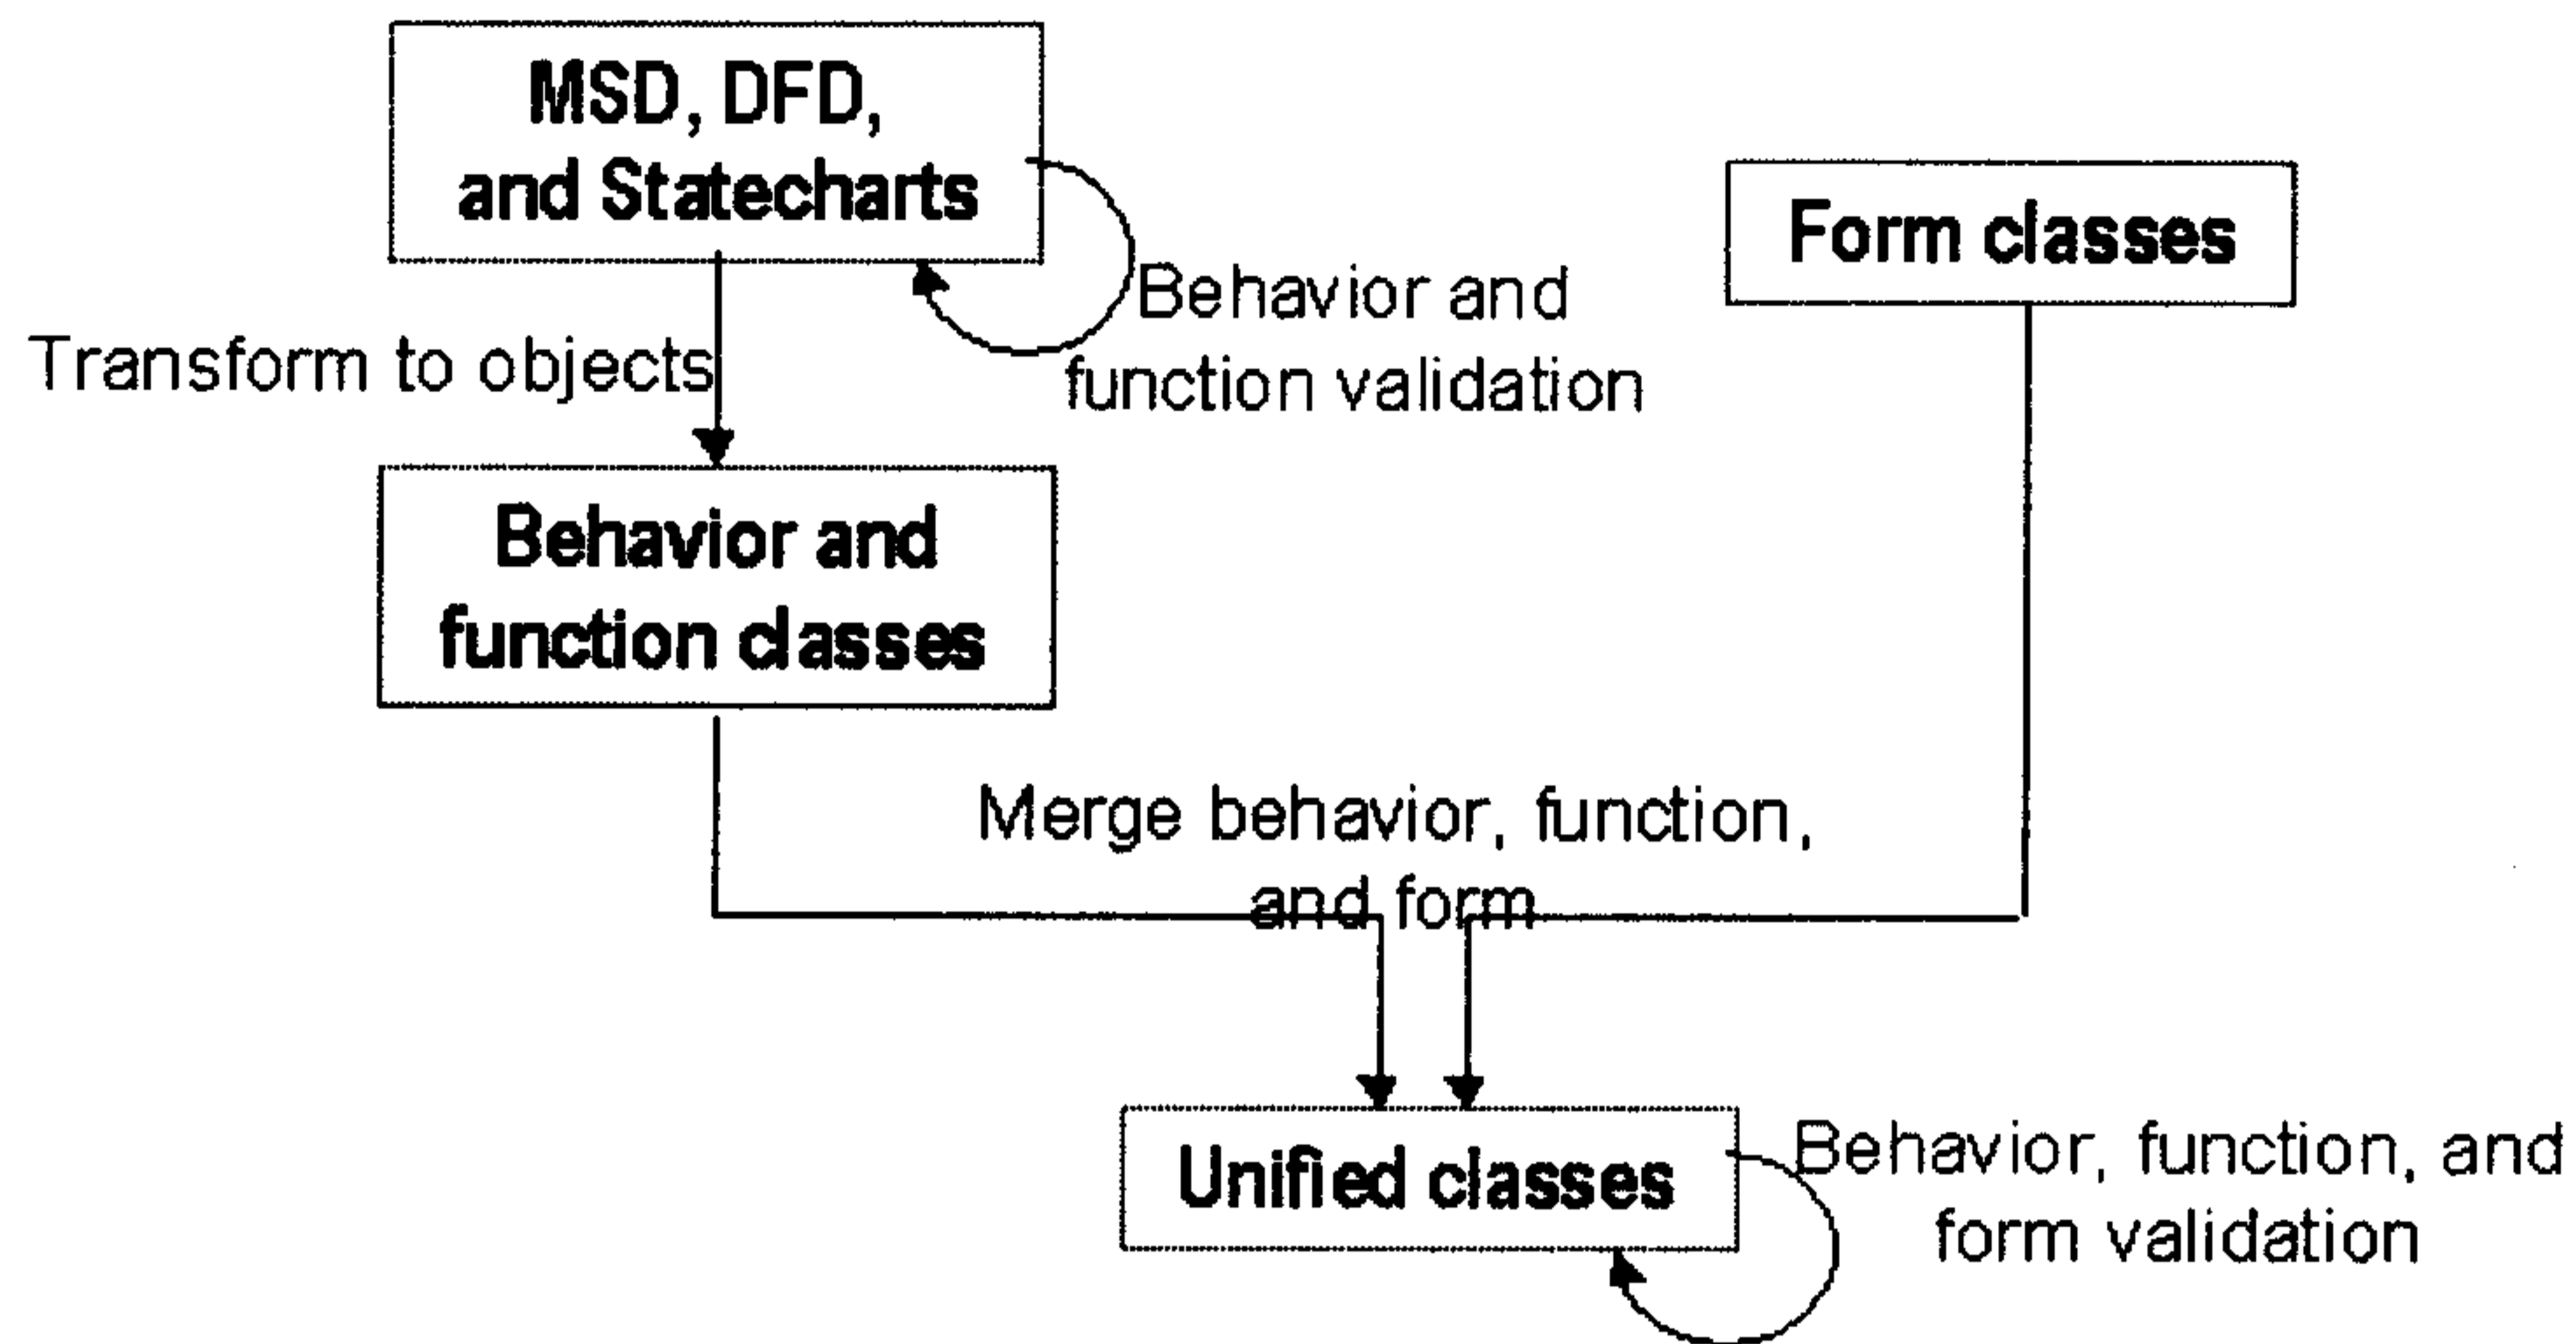 MSD, DFD,
and Statecharts
Form classes
Behavior and
function validation
Transform to objects
Behavior and
function classes
Merge behavior, function,
and form
Unified classes
Behavior, function, and
form validation